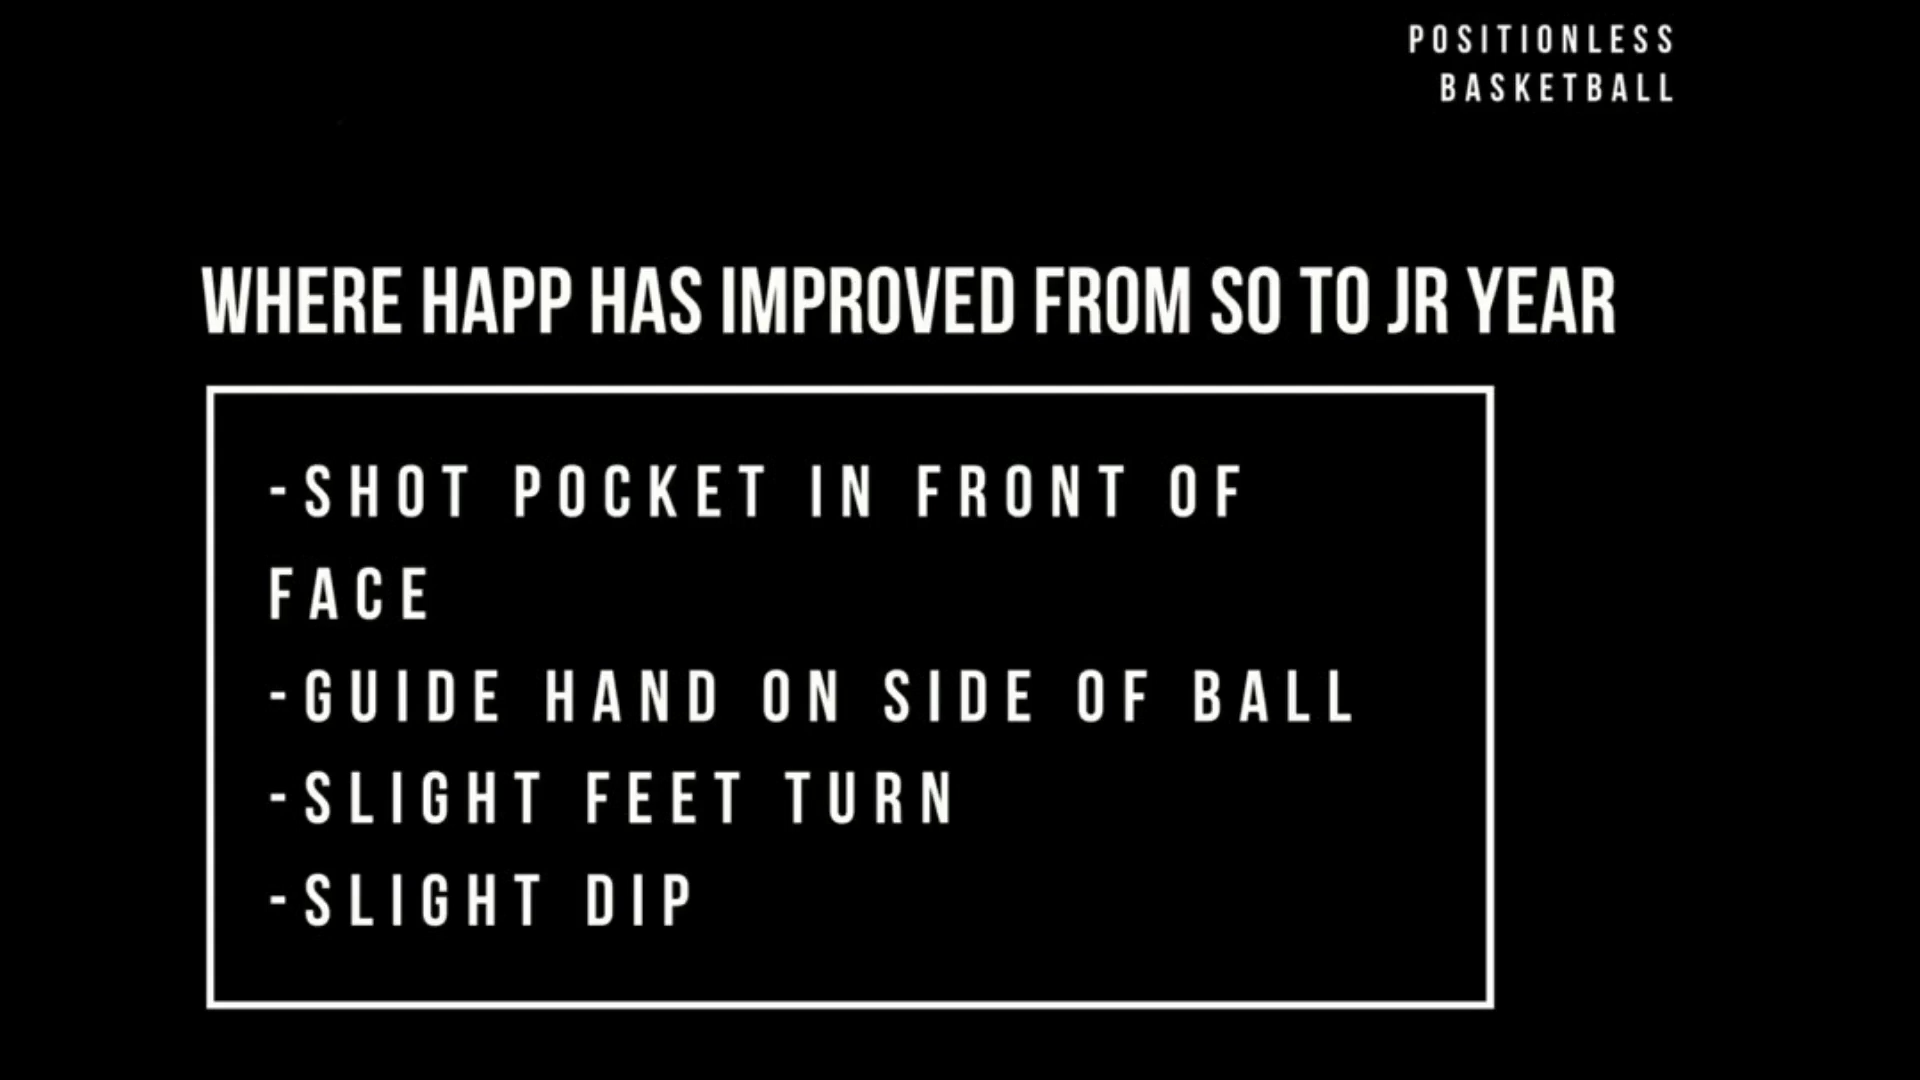 POSITIONLESS
BASKETBALL
WHERE HAPP HAS IMPROVED FROM SO TO JR YEAR
-SHOT POCKET IN FRONT OF
FACE
-GUIDE HAND ON SIDE OF BALL
-SLIGHT FEET TURN
-SLIGHT DIP